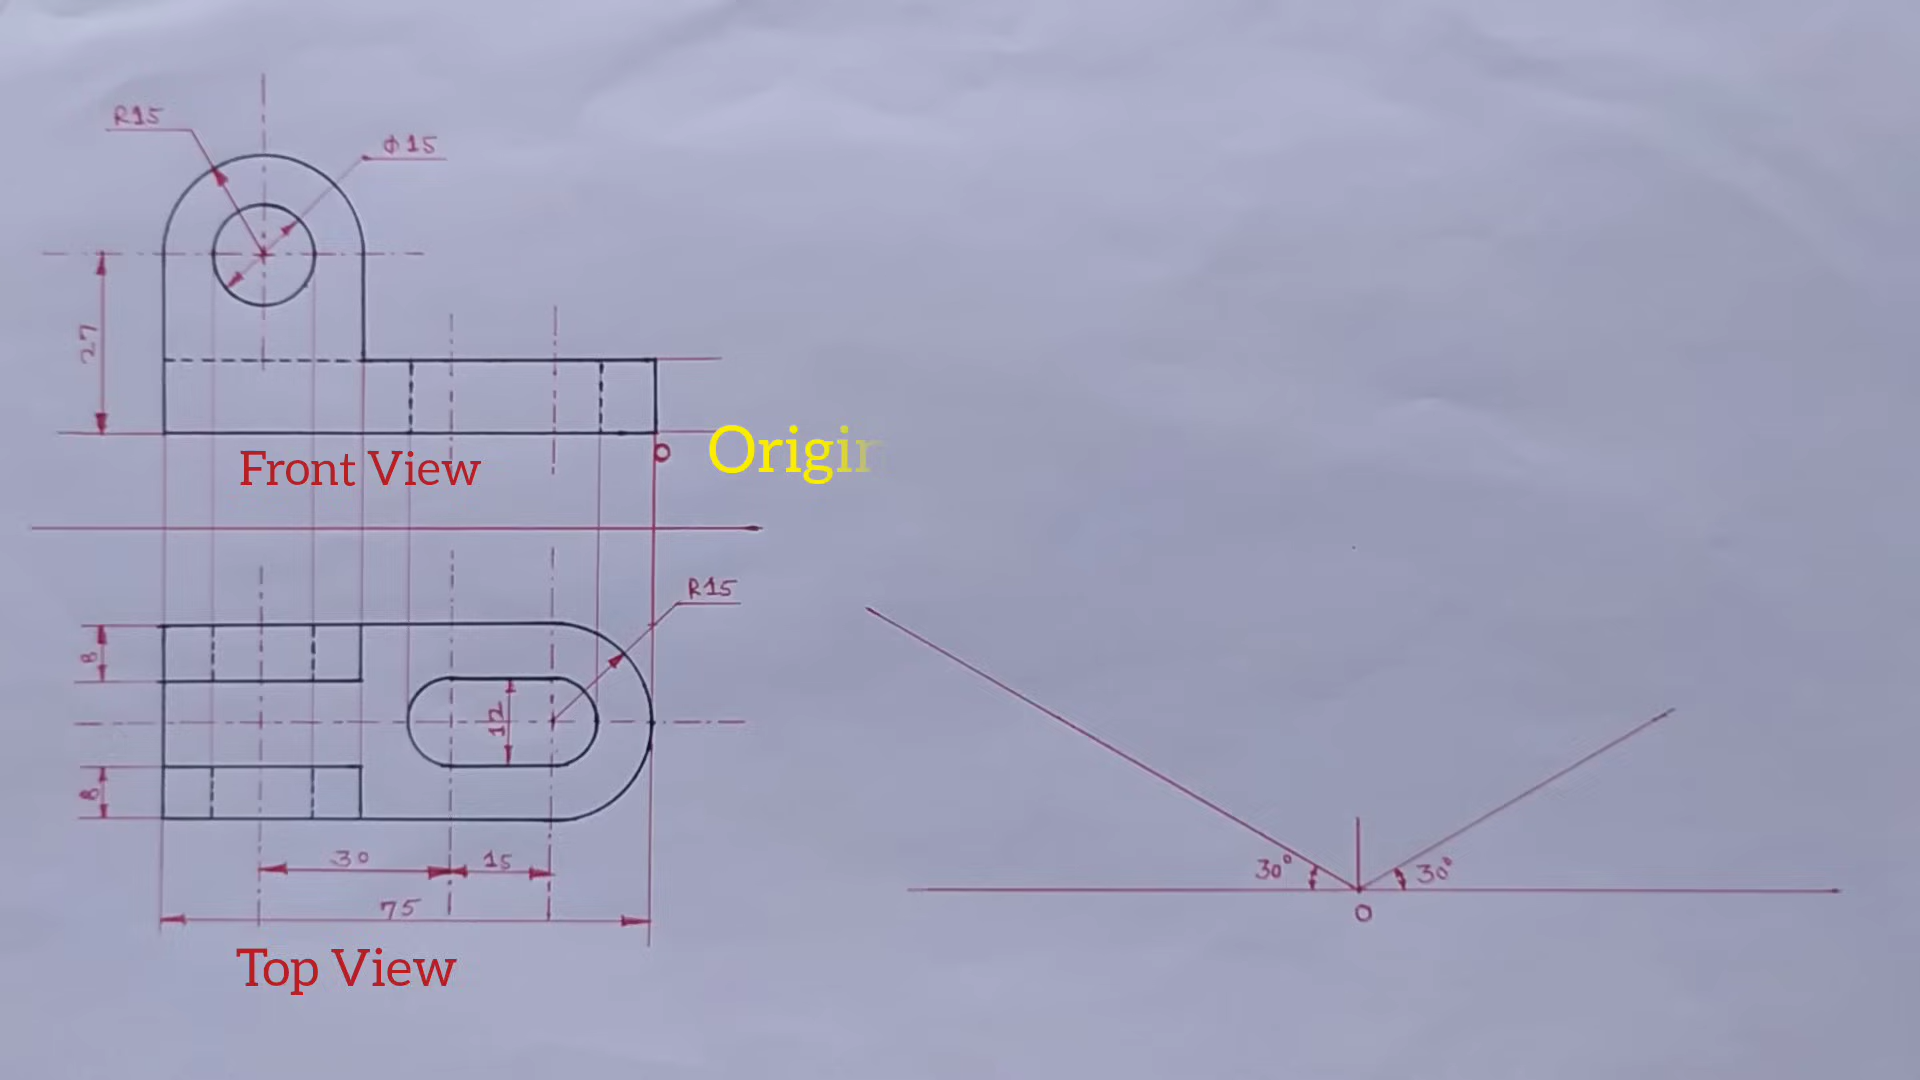 R15
Φ15
27
Front View
O
Origin
R15
8
12
8
30
15
75
Top View
30°
30°
O